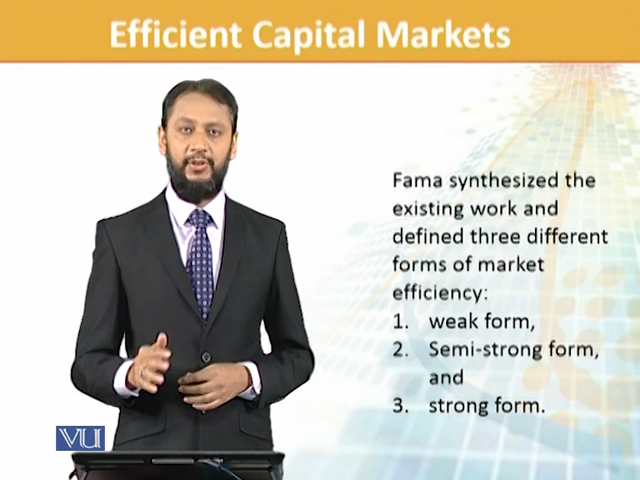 Efficient Capital Markets
Fama synthesized the
existing work and
defined three different
forms of market
efficiency:
1. weak form,
2. Semi-strong form,
and
3. strong form.
VU